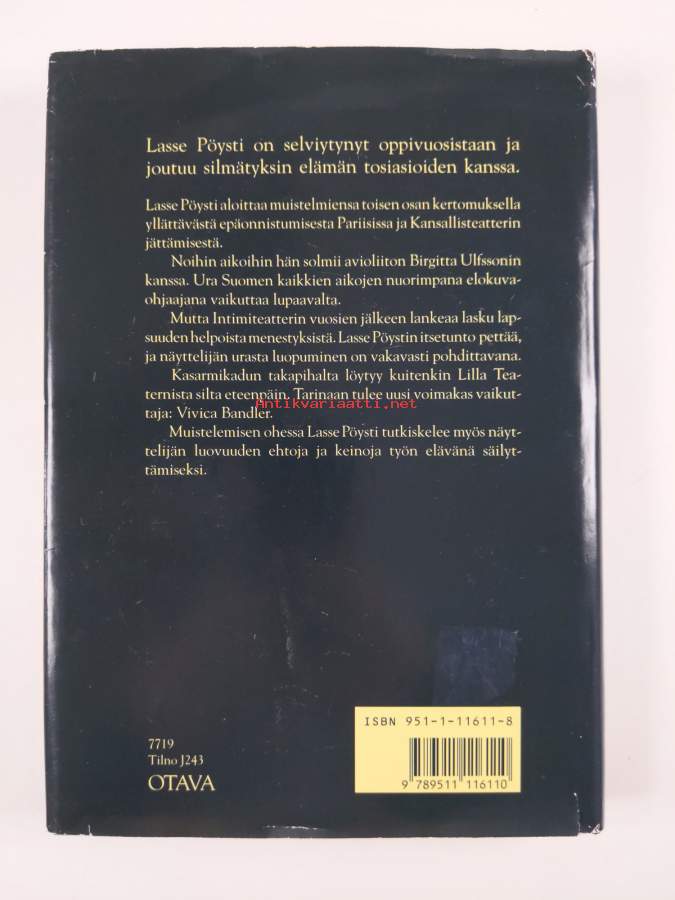 Lasse Pöysti on selviytynyt oppivuosistaan ja
joutuu silmätyksin elämän tosiasioiden kanssa.
Lasse Pöysti aloittaa muistelmiensa toisen osan kertomuksella
yllättävästä epäonnistumisesta Pariisissa ja Kansallisteatterin
jättämisestä.
Noihin aikoihin hän solmii avioliiton Birgitta Ulfssonin
kanssa. Ura Suomen kaikkien aikojen nuorimpana elokuva-
ohjaajana vaikuttaa lupaavalta.
Mutta Intimiteatterin vuosien jälkeen lankeaa lasku lap-
suuden helpoista menestyksistä. Lasse Pöystin itsetunto pettää,
ja näyttelijän urasta luopuminen on vakavasti pohdittavana.
Kasarmikadun takapihalta löytyy kuitenkin Lilla Tea-
ternista silta eteenpäin. Tarinaan tulee uusi voimakas vaikut-
Antikvariaatti.net
taja: Vivica Bandler.
Muistelemisen ohessa Lasse Pöysti tutkiskelee myös näyt-
telijän luovuuden ehtoja ja keinoja työn elävänä säilyt-
tämiseksi.
7719
Tilno J243
OTAVA
ISBN 951-1-11611-8
9 789511 116110